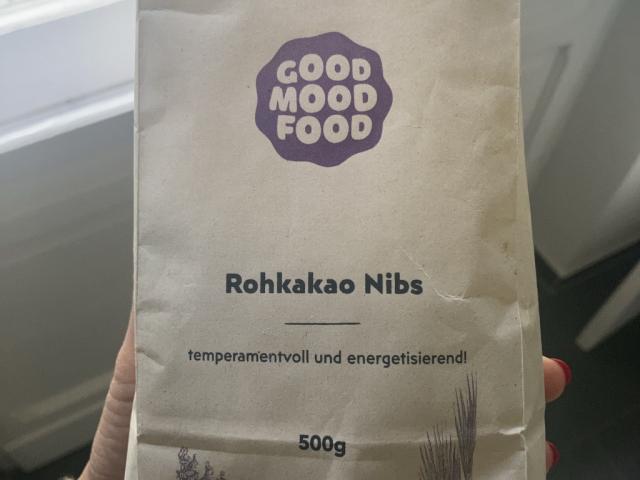 GOOD
MOOD
FOOD
Rohkakao Nibs
temperamentvoll und energetisierend!
500g